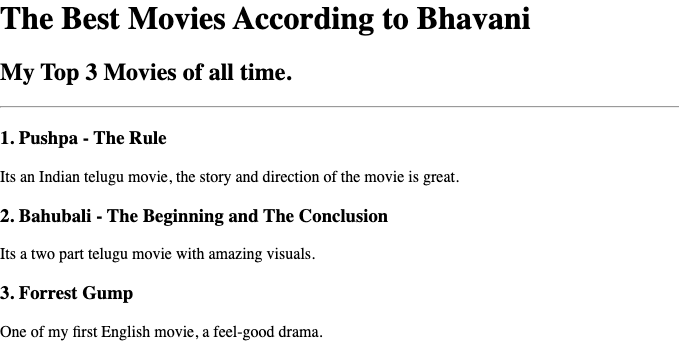 The Best Movies According to Bhavani
My Top 3 Movies of all time.
1. Pushpa - The Rule
Its an Indian telugu movie, the story and direction of the movie is great.
2. Bahubali - The Beginning and The Conclusion
Its a two part telugu movie with amazing visuals.
3. Forrest Gump
One of my first English movie, a feel-good drama.